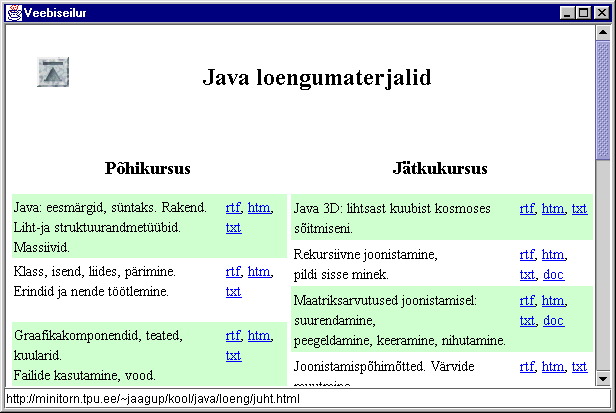 Veebiseilur
Java loengumaterjalid
Põhikursus
Java: eesmärgid, süntaks. Rakend. rtf, htm,
Liht-ja struktuurandmetüübid. txt
Massiivid.
Klass, isend, liides, pärimine. rtf, htm,
Erindid ja nende töötlemine. txt
Graafikakomponendid, teated, rtf, htm,
kuularid. txt
Failide kasutamine, vood.
Jätkukursus
Java 3D: lihtsast kuubist kosmoses rtf, htm, txt
sõitmiseni.
Rekursiivne joonistamine, rtf, htm,
pildi sisse minek. txt, doc
Maatriksarvutused joonistamisel: rtf, htm,
suurendamine, txt, doc
peegeldamine, keeramine, nihutamine.
Joonistamispõhimõtted. Värvide rtf, htm, txt
http://minitorn.tpu.ee/~jaagup/kool/java/loeng/juht.html